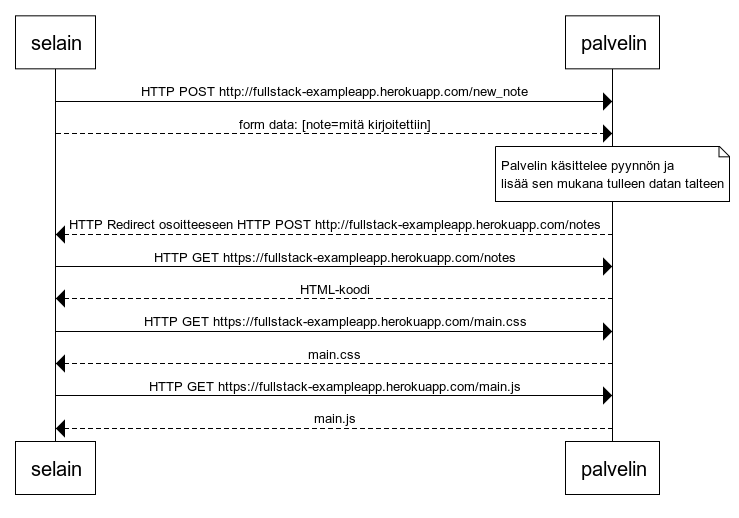 selain
palvelin
HTTP POST http://fullstack-exampleapp.herokuapp.com/new_note
form data: [note=mitä kirjoitettiin]
Palvelin käsittelee pyynnön ja
lisää sen mukana tulleen datan talteen
HTTP Redirect osoitteeseen HTTP POST http://fullstack-exampleapp.herokuapp.com/notes
HTTP GET https://fullstack-exampleapp.herokuapp.com/notes
HTML-koodi
HTTP GET https://fullstack-exampleapp.herokuapp.com/main.css
main.css
HTTP GET https://fullstack-exampleapp.herokuapp.com/main.js
main.js
selain
palvelin